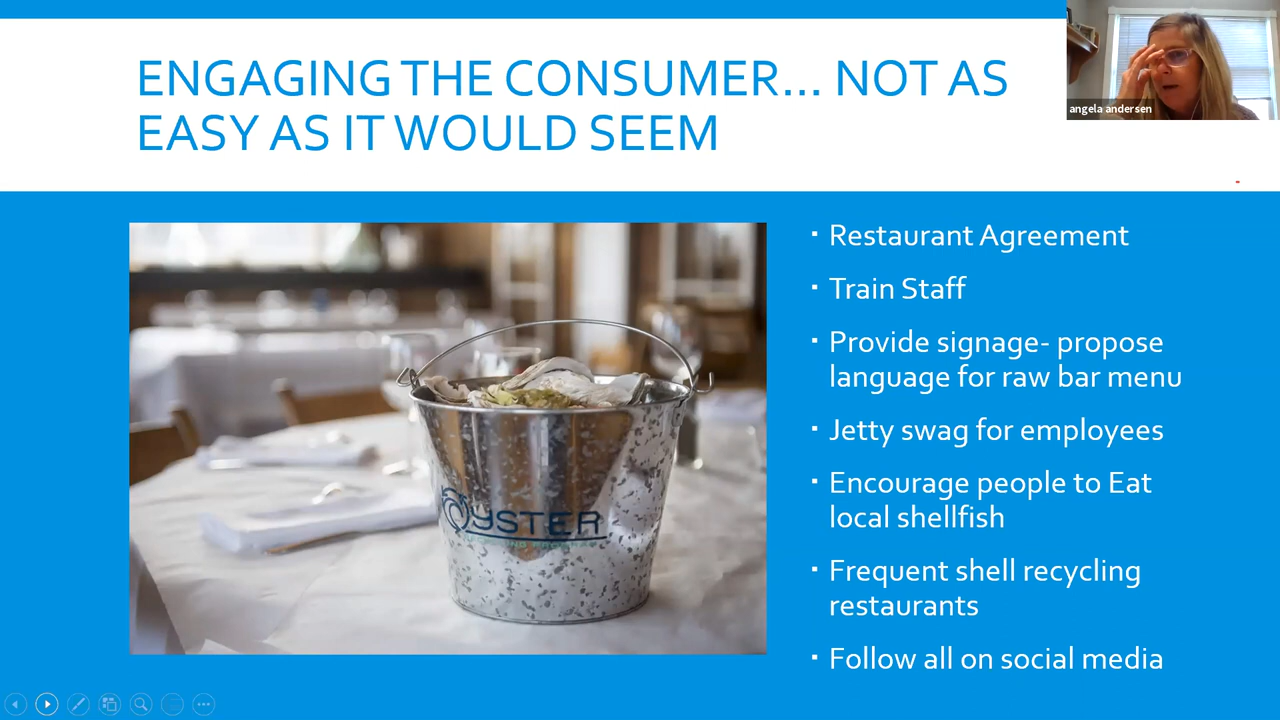 ENGAGING THE CONSUMER... NOT AS
EASY AS IT WOULD SEEM
angela andersen
▪ Restaurant Agreement
▪ Train Staff
▪ Provide signage- propose
language for raw bar menu
▪ Jetty swag for employees
▪ Encourage people to Eat
local shellfish
▪ Frequent shell recycling
restaurants
▪ Follow all on social media
OYSTER